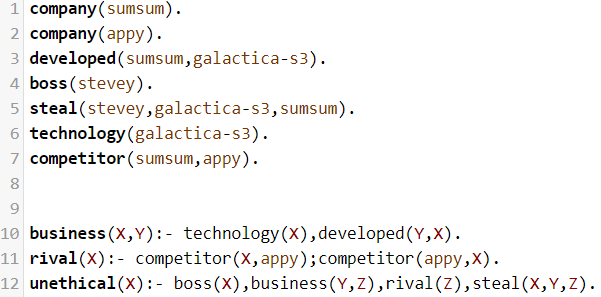 1 company(sumsum).
2 company(appy).
3 developed(sumsum,galactica-s3).
4 boss(stevey).
5 steal(stevey,galactica-s3,sumsum).
6 technology(galactica-s3).
7 competitor(sumsum,appy).
8
9
10 business(X,Y):- technology(X),developed(Y,X).
11 rival(X):- competitor(X,appy);competitor(appy,X).
12 unethical(X):- boss(X),business(Y,Z),rival(Z),steal(X,Y,Z).